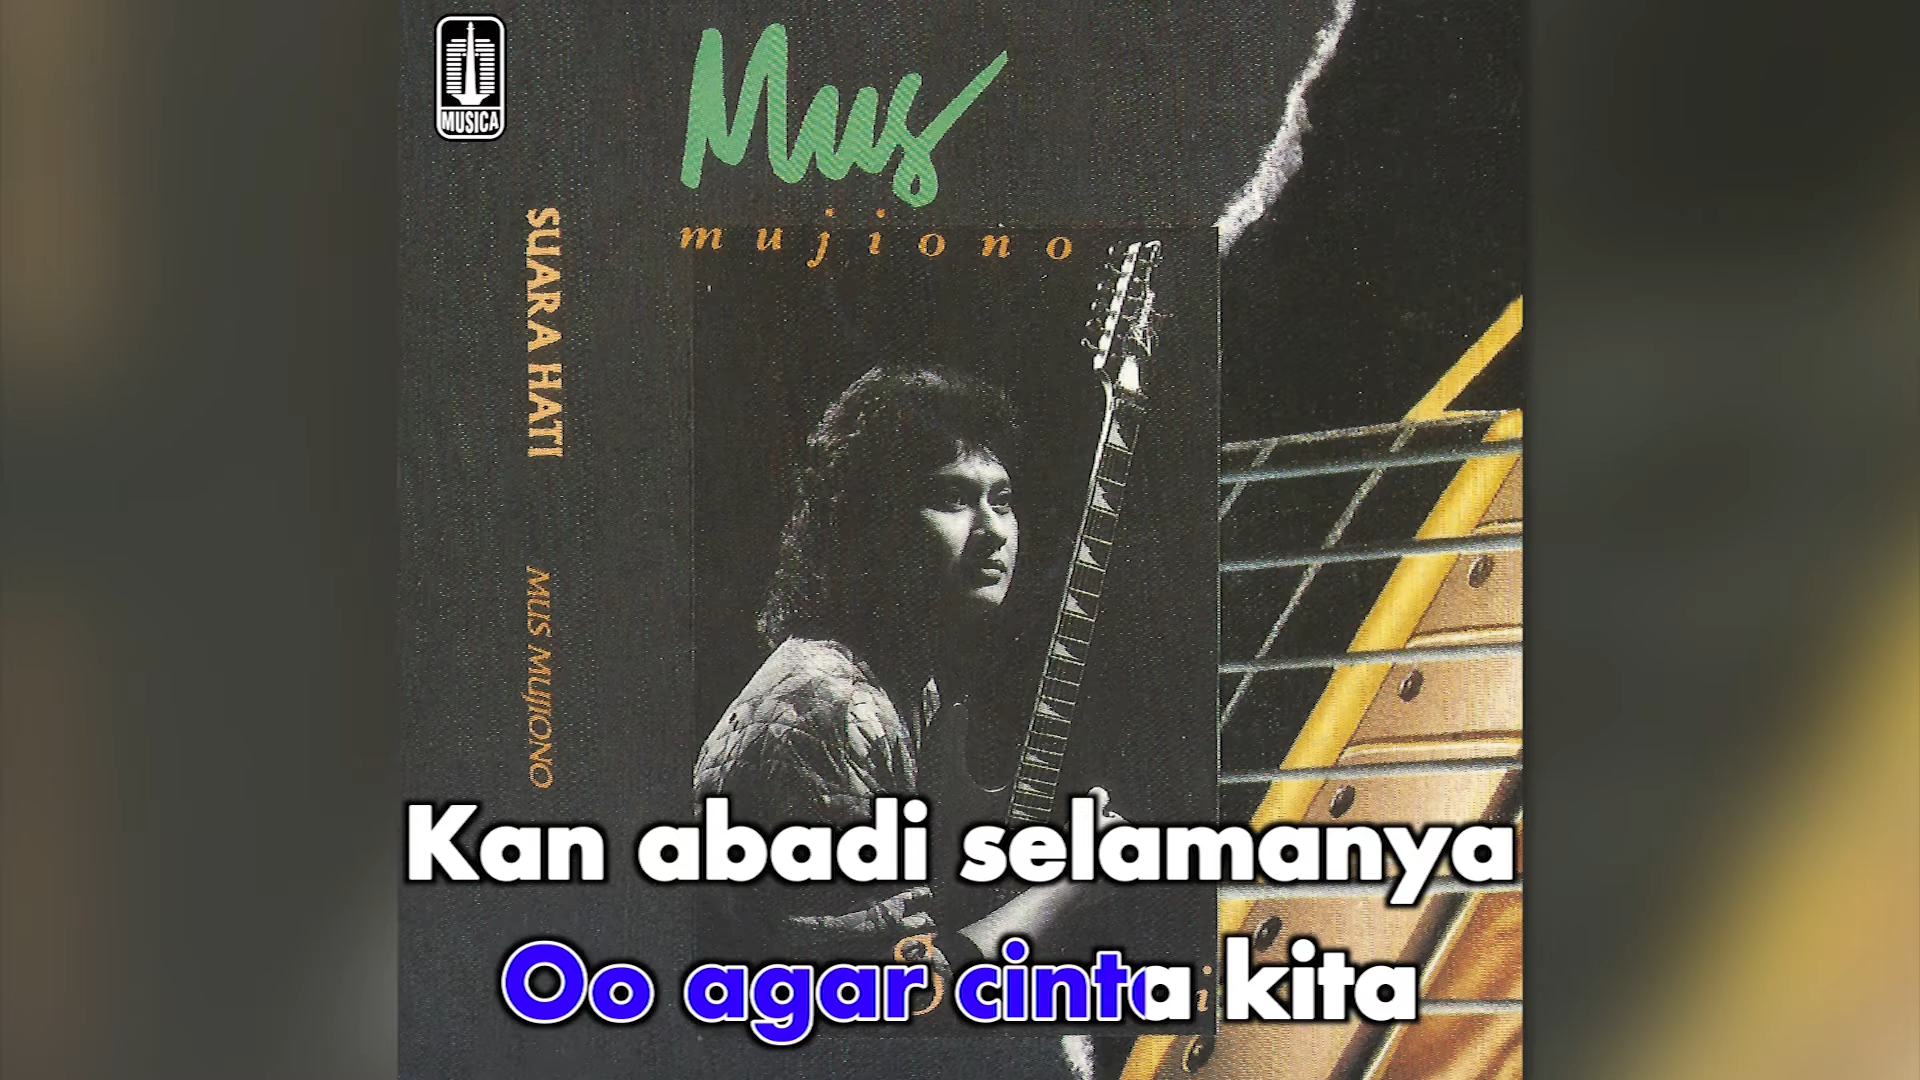 MUSICA
Mus
mujiono
SUARA HATI
MUS MUJIONO
Kan abadi selamanya
Oo agar cinta kita